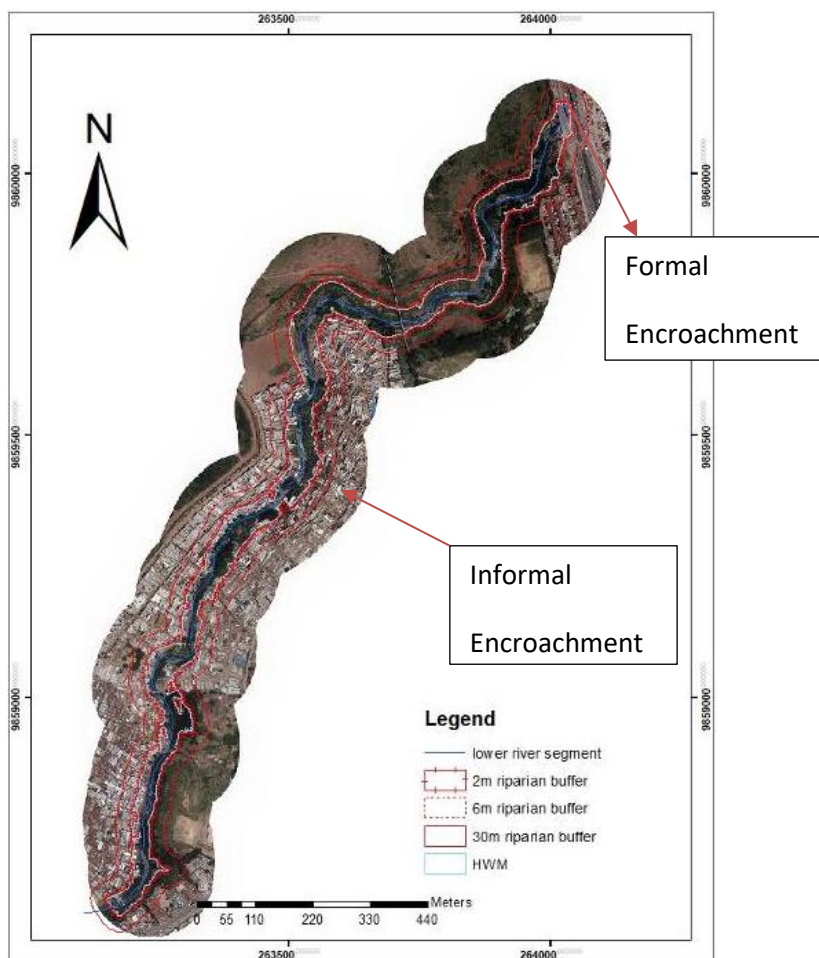 263500
264000
N
9860000
9860000
Formal
Encroachment
9859500
9859500
Informal
Encroachment
9859000
9859000
Legend
lower river segment
2m riparian buffer
6m riparian buffer
30m riparian buffer
HWM
Meters
0 55 110 220 330 440
263500
264000